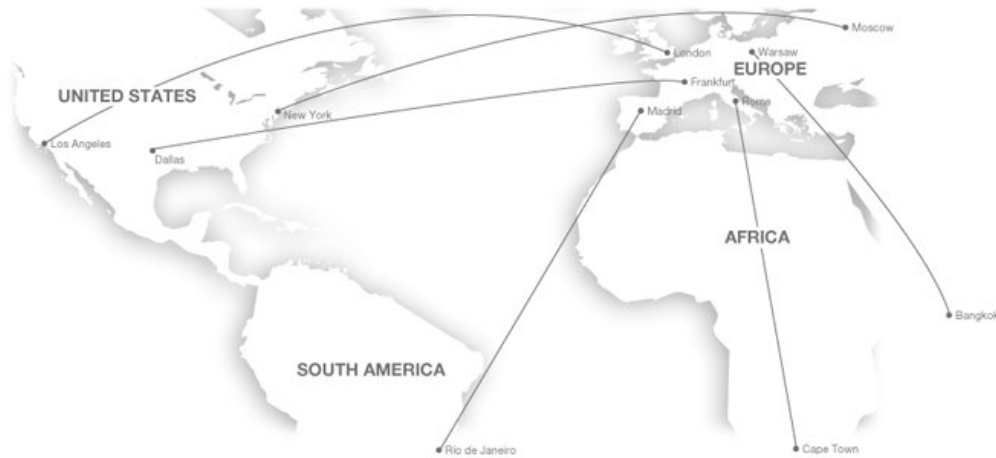 Moscow
London
Warsaw
EUROPE
Frankfurt
UNITED STATES
Rome
Madrid
New York
Los Angeles
Dallas
AFRICA
Bangkok
SOUTH AMERICA
Rio de Janeiro
Cape Town